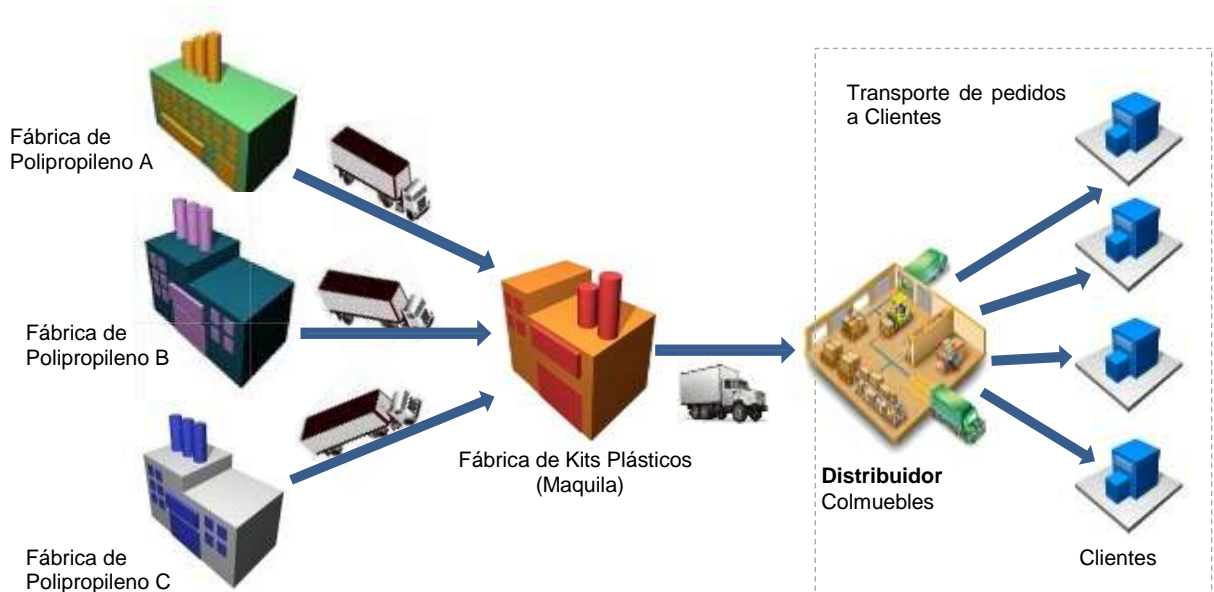 Fábrica de
Polipropileno A
Fábrica de
Polipropileno B
Fábrica de
Polipropileno C
Fábrica de Kits Plásticos
(Maquila)
Distribuidor
Colmuebles
Transporte de pedidos
a Clientes
Clientes